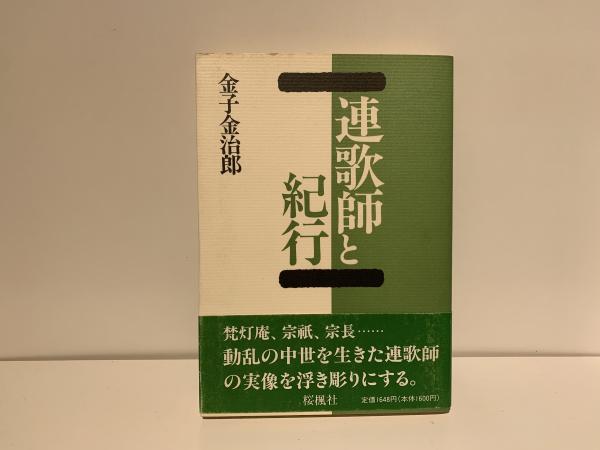 連歌師と
紀行
金子金治郎
梵灯庵、宗祇、宗長……
動乱の中世を生きた連歌師
の実像を浮き彫りにする。
桜楓社
定価1648円(本体1600円)